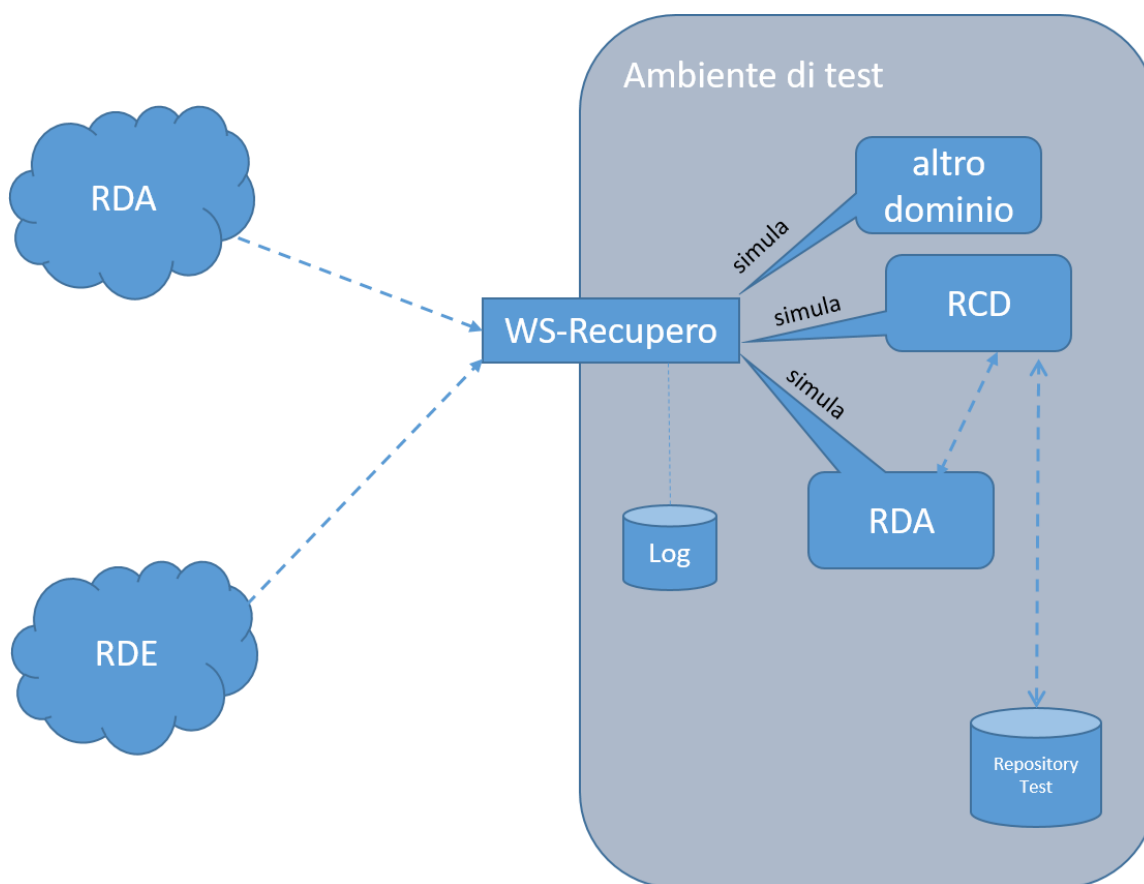 Ambiente di test
RDA
altro
dominio
simula
RCD
simula
WS-Recupero
simula
RDA
Log
RDE
Repository
Test